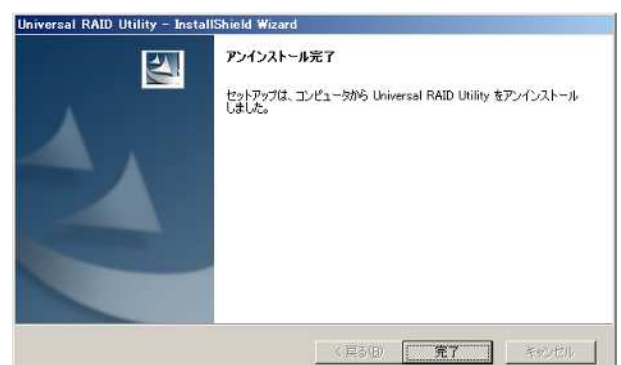 Universal RAID Utility - InstallShield Wizard
アンインストール完了
セットアップは、コンピュータから Universal RAID Utility をアンインストール
しました。
< 戻る(B) 完了 キャンセル